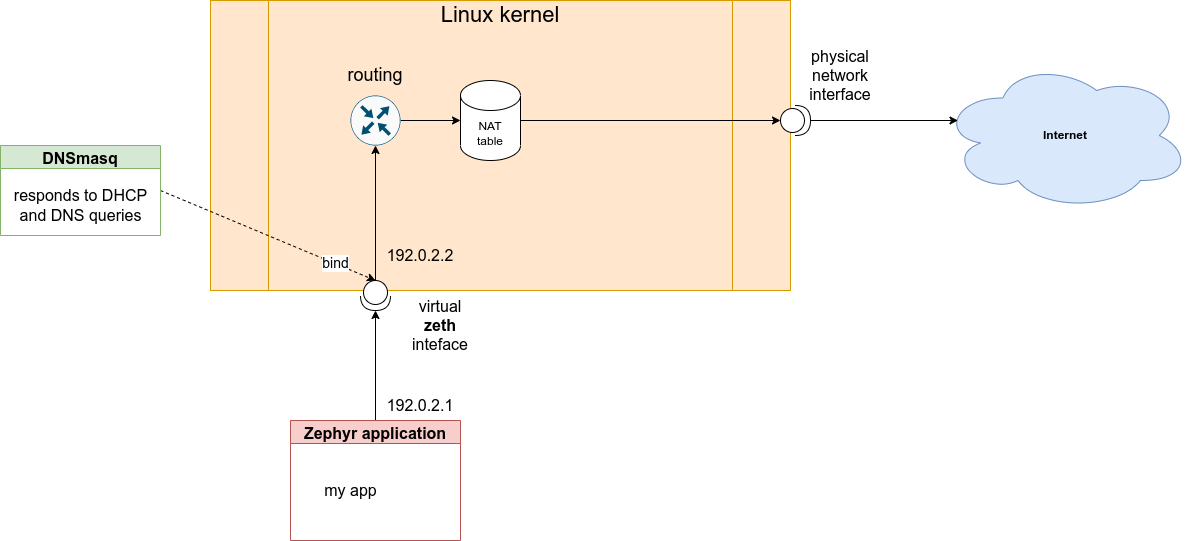 Linux kernel
physical
network
interface
routing
NAT
table
Internet
DNSmasq
responds to DHCP
and DNS queries
bind
192.0.2.2
virtual
zeth
inteface
192.0.2.1
Zephyr application
my app